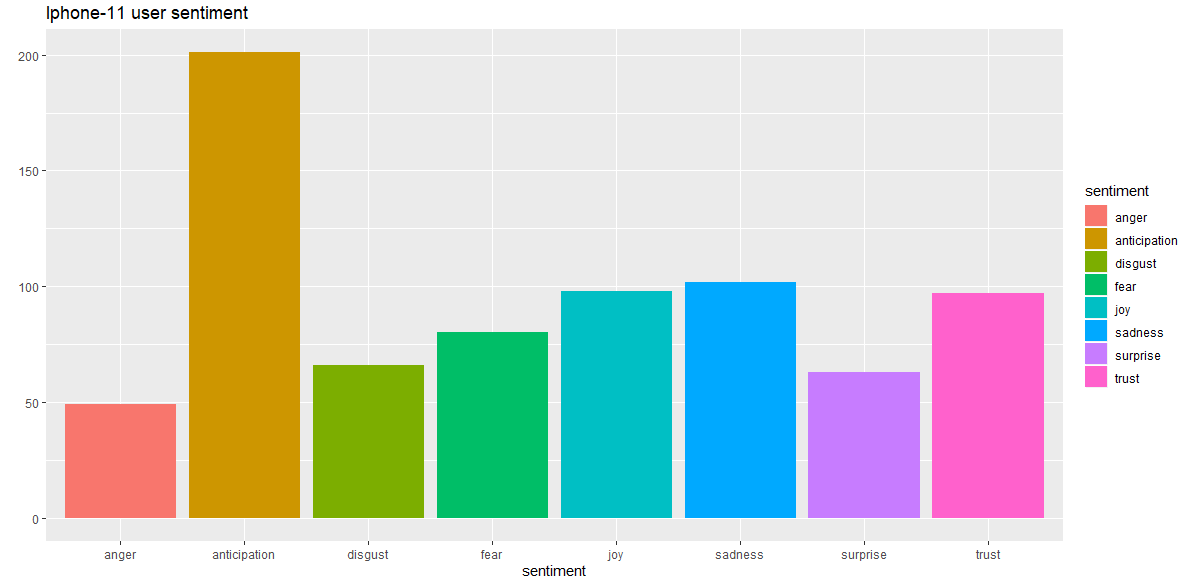 Iphone-11 user sentiment
200
150
100
50
0
anger anticipation disgust fear joy sadness surprise trust
sentiment
sentiment
anger
anticipation
disgust
fear
joy
sadness
surprise
trust